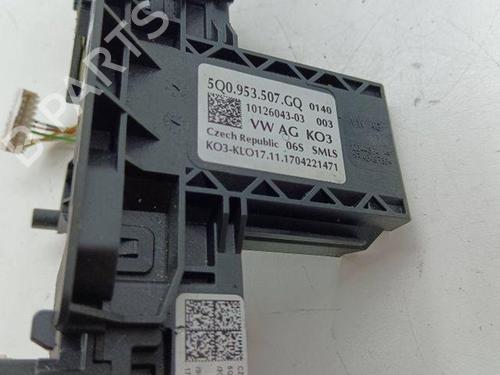 5Q0.953.507.GQ 0140
10126043-03 003
VW AG KO3
Czech Republic 06S SMLS
KO3-KLO17.11.1704221471
D PARTS